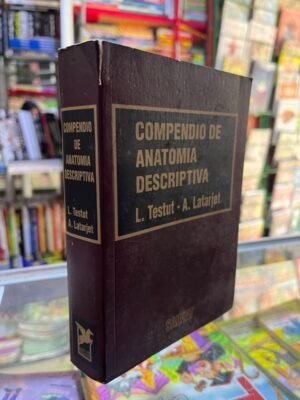 COMPENDIO
DE
ANATOMIA
DESCRIPTIVA
L. Testut
A. Latarjet
COMPENDIO DE
ANATOMIA
DESCRIPTIVA
L. Testut - A. Latarjet